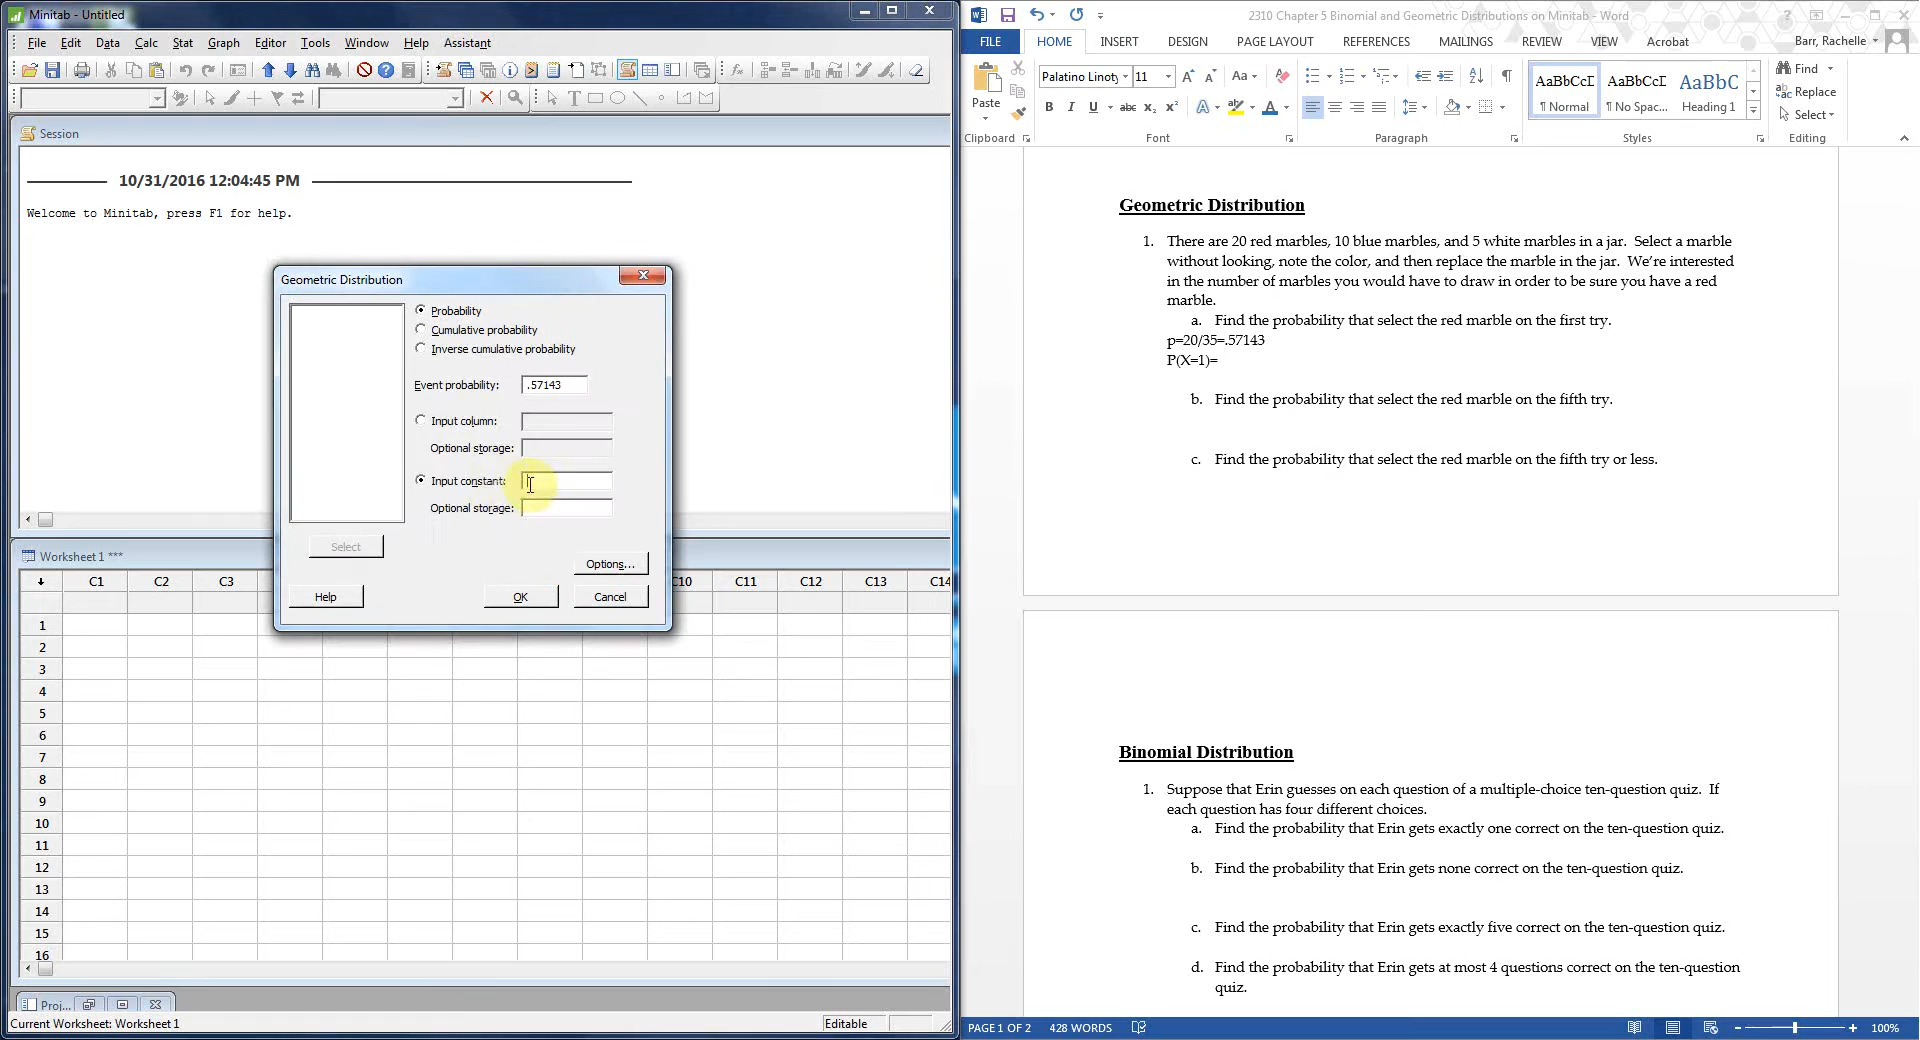 Minitab - Untitled
File Edit Data Calc Stat Graph Editor Tools Window Help Assistant
Session
10/31/2016 12:04:45 PM
Welcome to Minitab, press F1 for help.
Geometric Distribution
Probability
Cumulative probability
Inverse cumulative probability
Event probability: .57143
Input column:
Optional storage:
Input constant:
Optional storage:
Select
Options...
Help OK Cancel
Worksheet 1 ***
C1 C2 C3 C10 C11 C12 C13 C14
1
2
3
4
5
6
7
8
9
10
11
12
13
14
15
16
Proj...
Current Worksheet: Worksheet 1 Editable
2310 Chapter 5 Binomial and Geometric Distributions on Minitab - Word
FILE HOME INSERT DESIGN PAGE LAYOUT REFERENCES MAILINGS REVIEW VIEW Acrobat Barr, Rachelle
Paste
Palatino Linoty 11
AaBbCcD AaBbCcD AaBbC
¶ Normal ¶ No Spac... Heading 1
Find
Replace
Select
Clipboard Font Paragraph Styles Editing
Geometric Distribution
1. There are 20 red marbles, 10 blue marbles, and 5 white marbles in a jar. Select a marble
without looking, note the color, and then replace the marble in the jar. We're interested
in the number of marbles you would have to draw in order to be sure you have a red
marble.
a. Find the probability that select the red marble on the first try.
p=20/35=.57143
P(X=1)=
b. Find the probability that select the red marble on the fifth try.
c. Find the probability that select the red marble on the fifth try or less.
Binomial Distribution
1. Suppose that Erin guesses on each question of a multiple-choice ten-question quiz. If
each question has four different choices.
a. Find the probability that Erin gets exactly one correct on the ten-question quiz.
b. Find the probability that Erin gets none correct on the ten-question quiz.
c. Find the probability that Erin gets exactly five correct on the ten-question quiz.
d. Find the probability that Erin gets at most 4 questions correct on the ten-question
quiz.
PAGE 1 OF 2 428 WORDS 100%